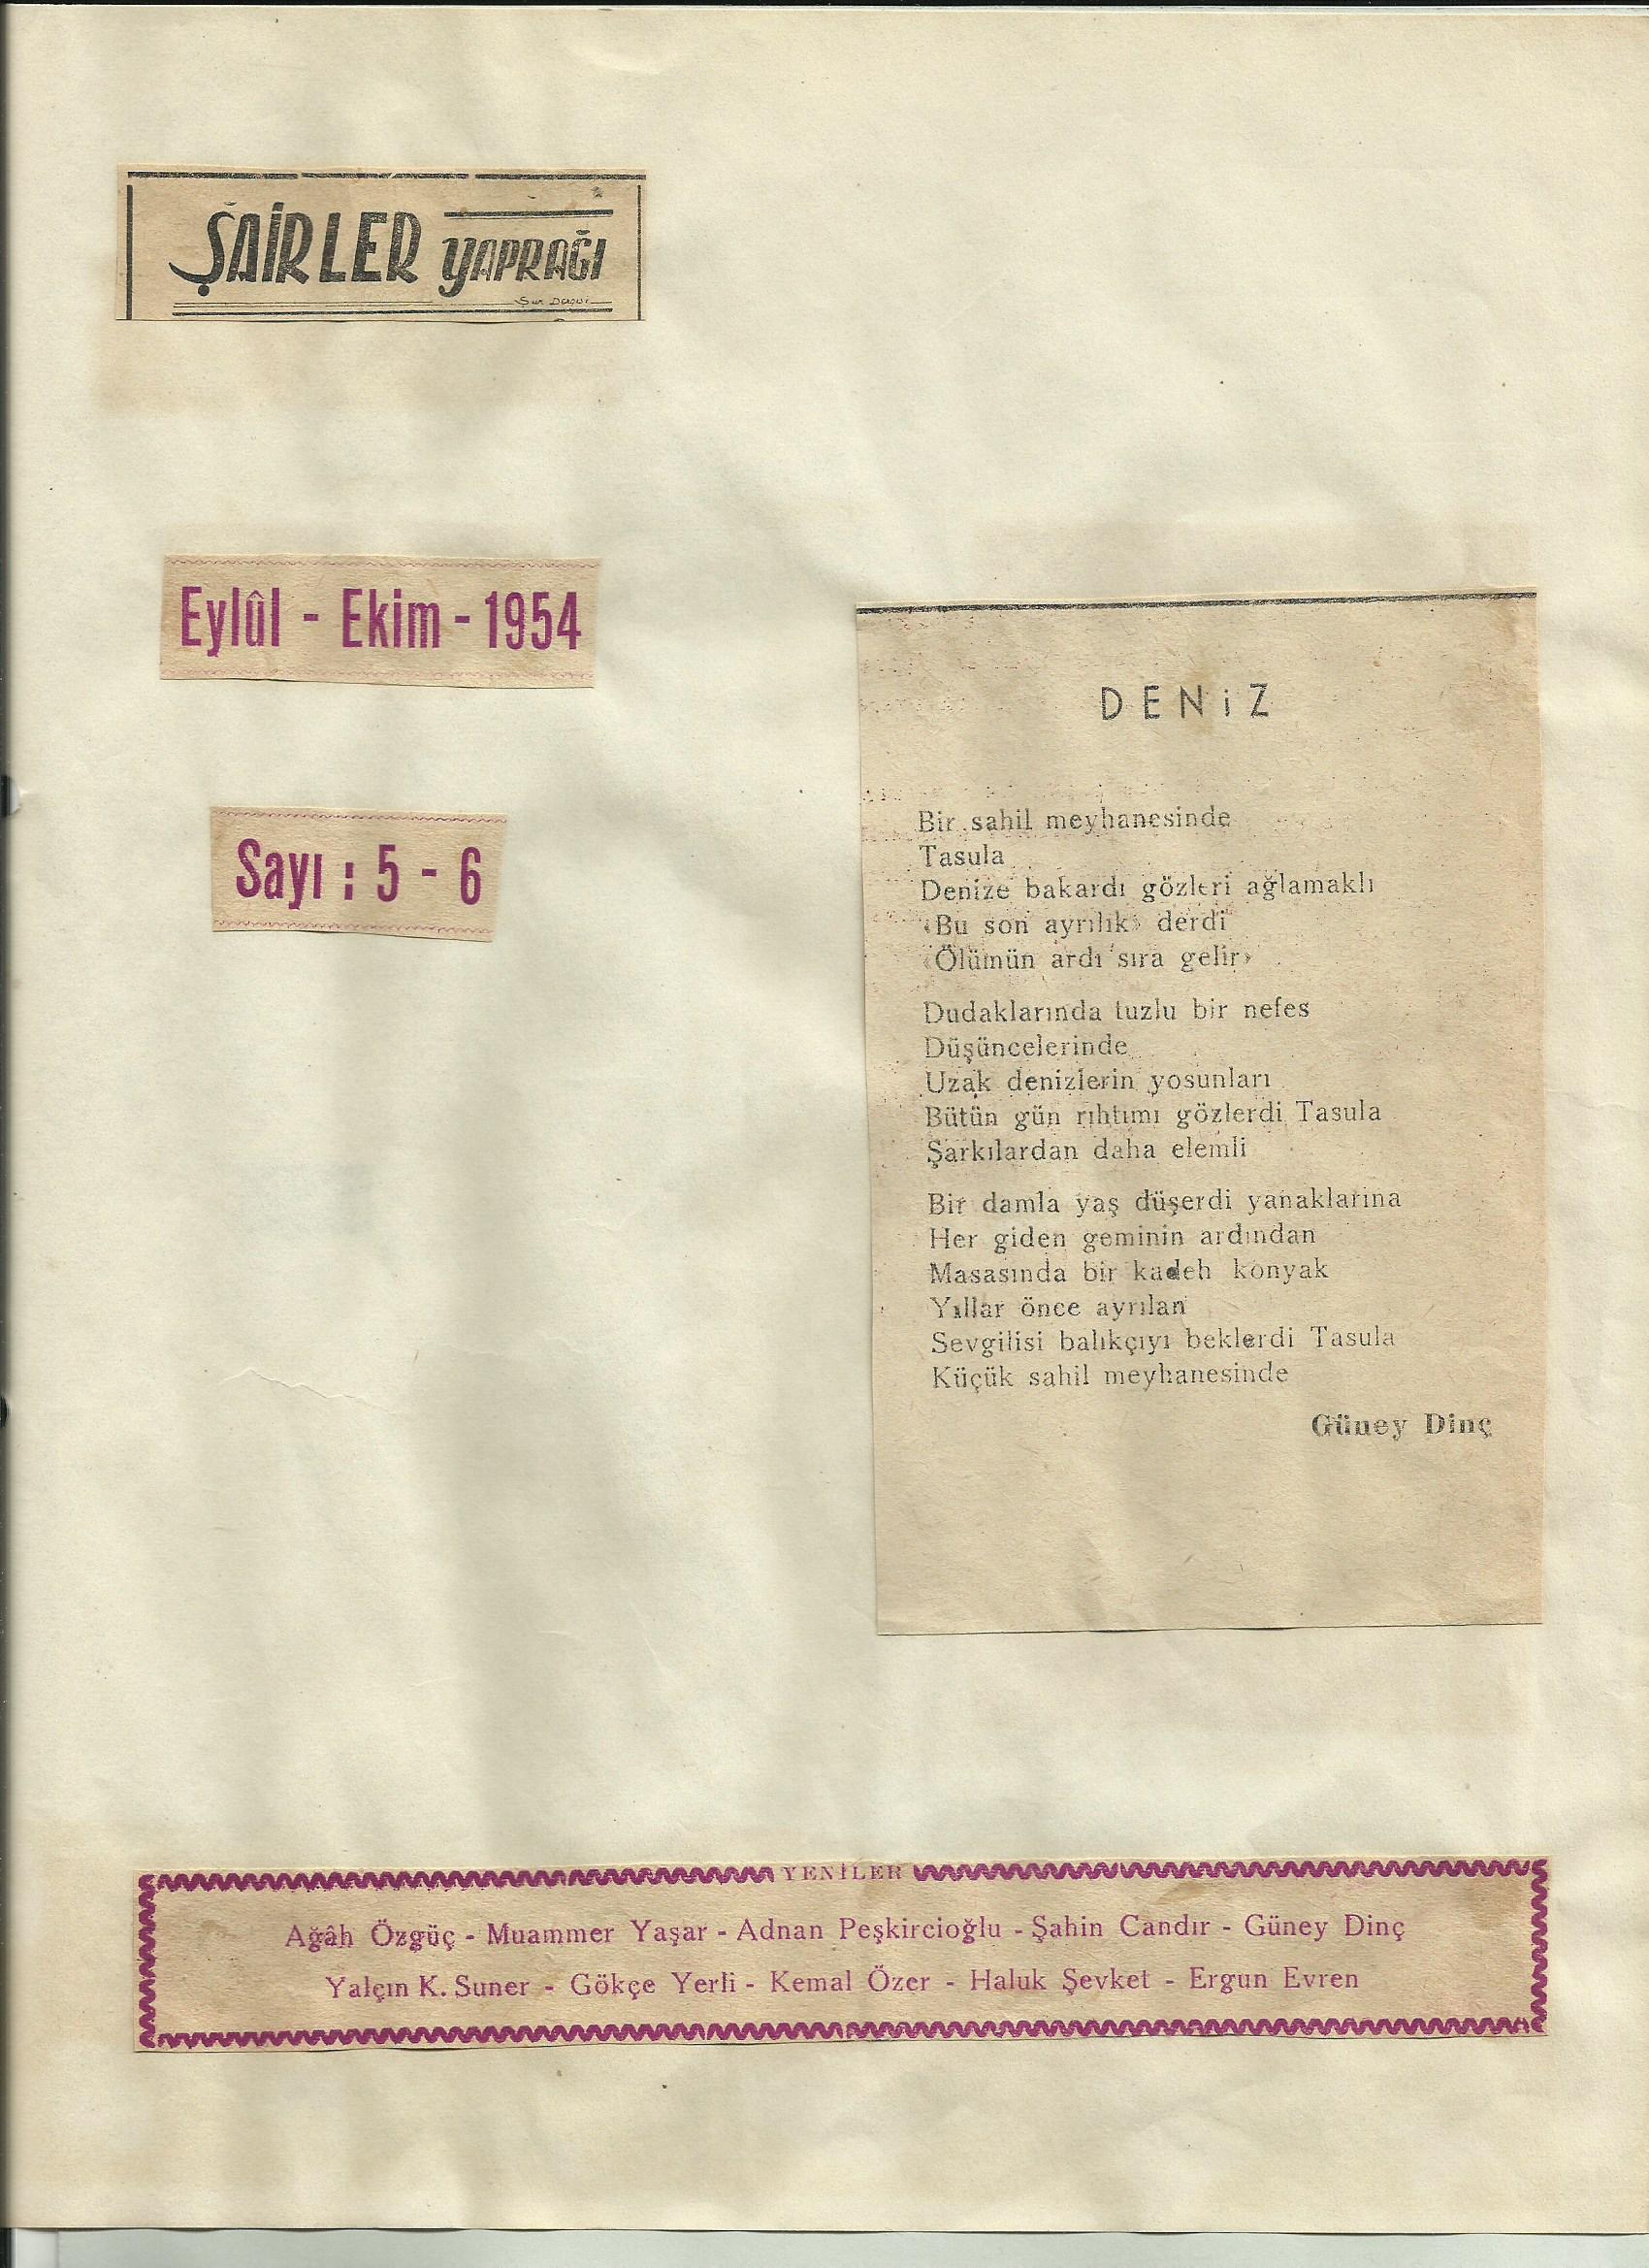 ŞAİRLER YAPRAĞI
Eylûl - Ekim - 1954
Sayı : 5 - 6
DENiZ
Bir sahil meyhanesinde
Tasula
Denize bakardı gözleri ağlamaklı
‹Bu son ayrılık› derdi
‹Ölümün ardı sıra gelir›
Dudaklarında tuzlu bir nefes
Düşüncelerinde
Uzak denizlerin yosunları
Bütün gün rıhtımı gözlerdi Tasula
Şarkılardan daha elemli
Bir damla yaş düşerdi yanaklarına
Her giden geminin ardından
Masasında bir kadeh konyak
Yıllar önce ayrılan
Sevgilisi balıkçıyı beklerdi Tasula
Küçük sahil meyhanesinde
Güney Dinç
YENİLER
Ağâh Özgüç - Muammer Yaşar - Adnan Peşkircioğlu - Şahin Candır - Güney Dinç
Yalçın K. Suner - Gökçe Yerli - Kemal Özer - Haluk Şevket - Ergun Evren